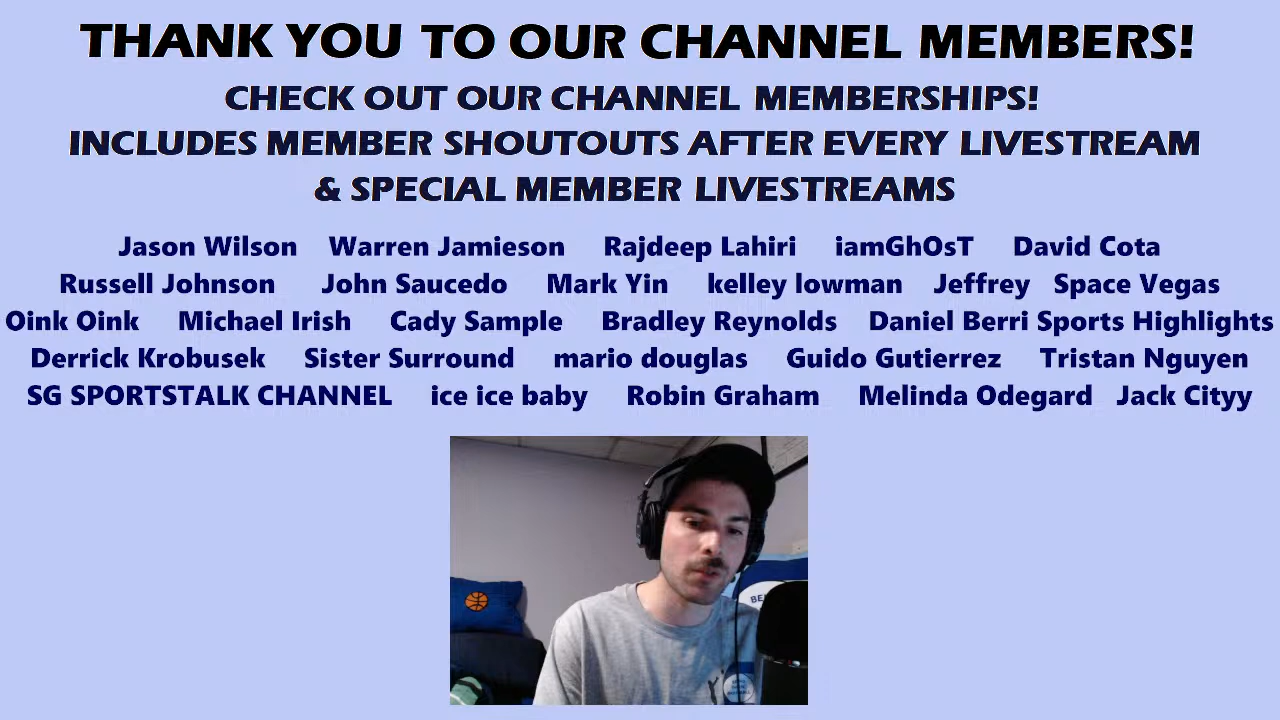 THANK YOU TO OUR CHANNEL MEMBERS!
CHECK OUT OUR CHANNEL MEMBERSHIPS!
INCLUDES MEMBER SHOUTOUTS AFTER EVERY LIVESTREAM
& SPECIAL MEMBER LIVESTREAMS
Jason Wilson Warren Jamieson Rajdeep Lahiri iamGhOsT David Cota
Russell Johnson John Saucedo Mark Yin kelley lowman Jeffrey Space Vegas
Oink Oink Michael Irish Cady Sample Bradley Reynolds Daniel Berri Sports Highlights
Derrick Krobusek Sister Surround mario douglas Guido Gutierrez Tristan Nguyen
SG SPORTSTALK CHANNEL ice ice baby Robin Graham Melinda Odegard Jack Cityy